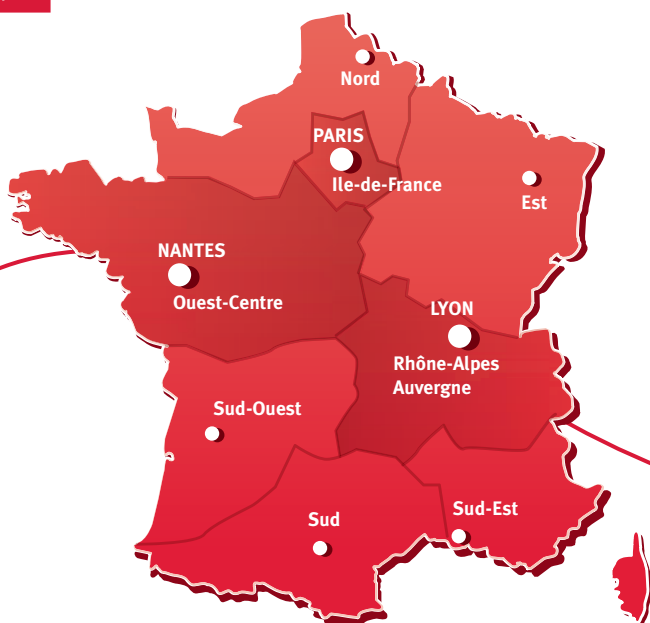 Nord
PARIS
Ile-de-France
Est
NANTES
Ouest-Centre
LYON
Rhône-Alpes
Auvergne
Sud-Ouest
Sud-Est
Sud